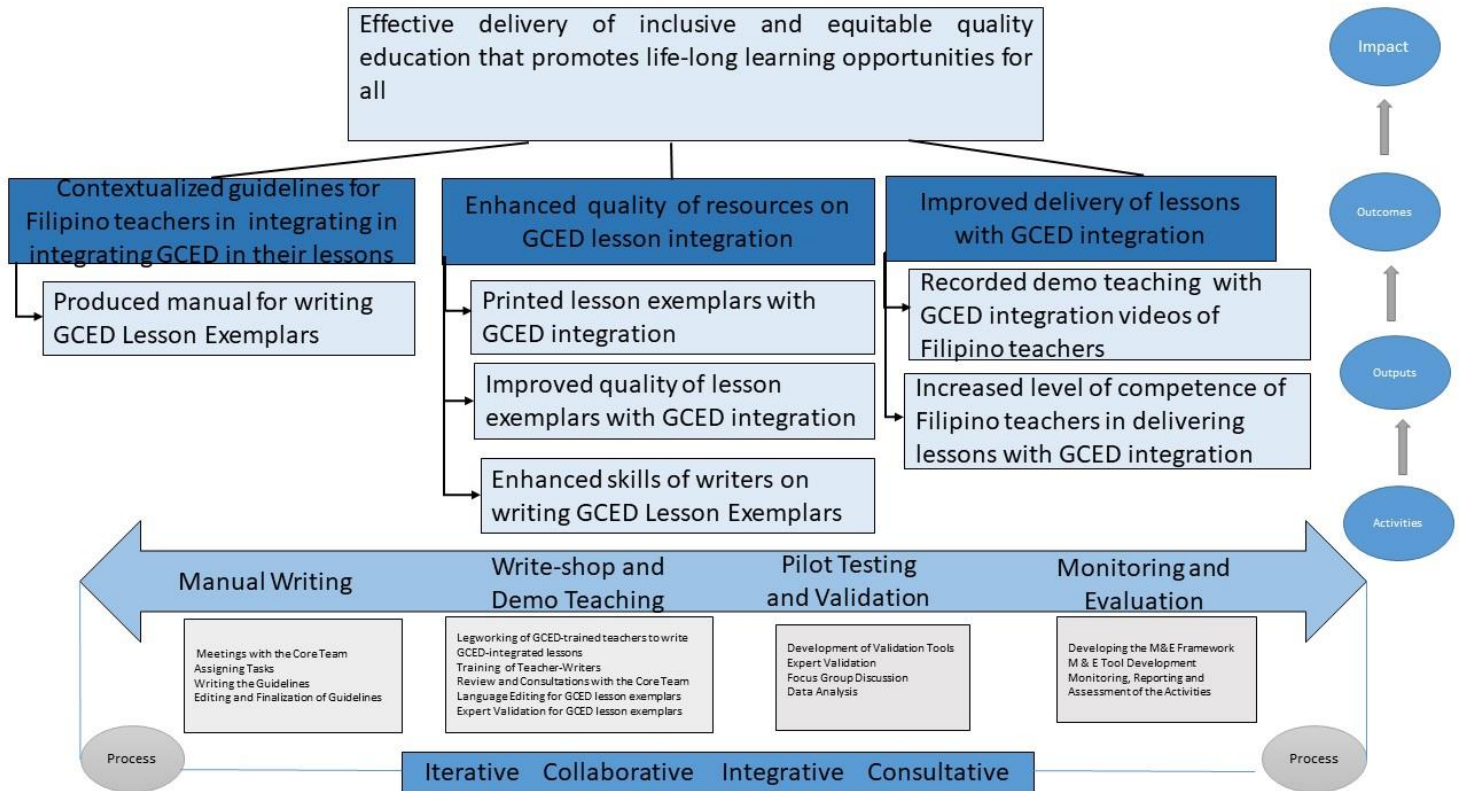 Effective delivery of inclusive and equitable quality
education that promotes life-long learning opportunities for
all
Impact
Contextualized guidelines for
Filipino teachers in integrating in
integrating GCED in their lessons
Enhanced quality of resources on
GCED lesson integration
Improved delivery of lessons
with GCED integration
Outcomes
Produced manual for writing
GCED Lesson Exemplars
Printed lesson exemplars with
GCED integration
Improved quality of lesson
exemplars with GCED integration
Enhanced skills of writers on
writing GCED Lesson Exemplars
Recorded demo teaching with
GCED integration videos of
Filipino teachers
Increased level of competence of
Filipino teachers in delivering
lessons with GCED integration
Outputs
Activities
Manual Writing
Write-shop and
Demo Teaching
Pilot Testing
and Validation
Monitoring and
Evaluation
Meetings with the Core Team
Assigning Tasks
Writing the Guidelines
Editing and Finalization of Guidelines
Legworking of GCED-trained teachers to write
GCED-integrated lessons
Training of Teacher-Writers
Review and Consultations with the Core Team
Language Editing for GCED lesson exemplars
Expert Validation for GCED lesson exemplars
Development of Validation Tools
Expert Validation
Focus Group Discussion
Data Analysis
Developing the M&E Framework
M & E Tool Development
Monitoring, Reporting and
Assessment of the Activities
Process
Iterative Collaborative Integrative Consultative
Process